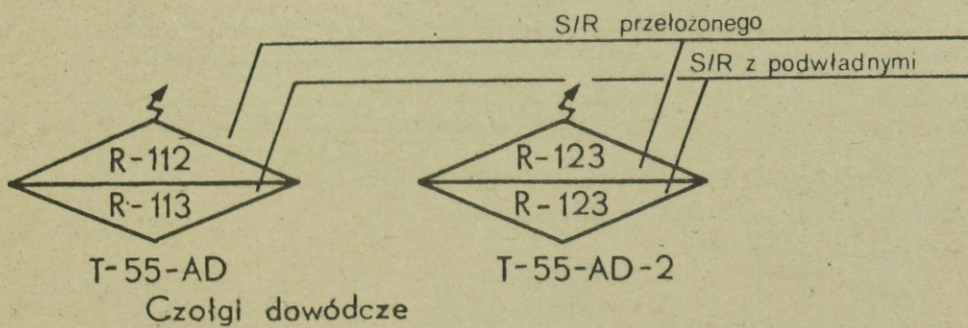 S/R przełożonego
S/R z podwładnymi
R-112
R-113
R-123
R-123
T-55-AD
T-55-AD-2
Czołgi dowódcze